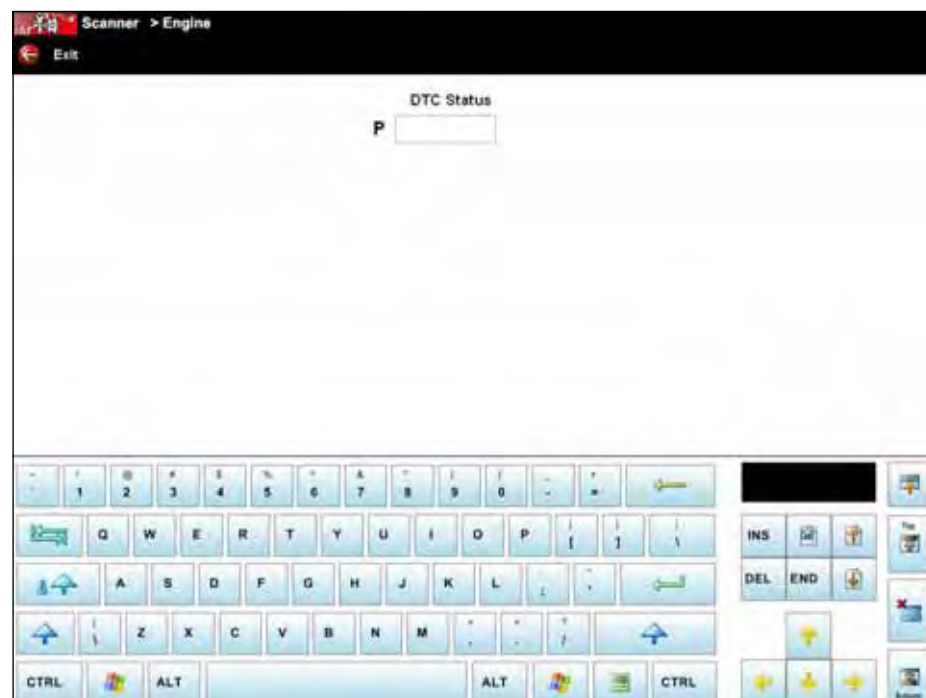 Scanner > Engine
Exit
DTC Status
P
1 2 3 4 5 6 7 8 9 0 - =
Q W E R T Y U I O P [ ] \
INS
A S D F G H J K L ;
DEL END
\ Z X C V B N M , . /
CTRL ALT ALT CTRL